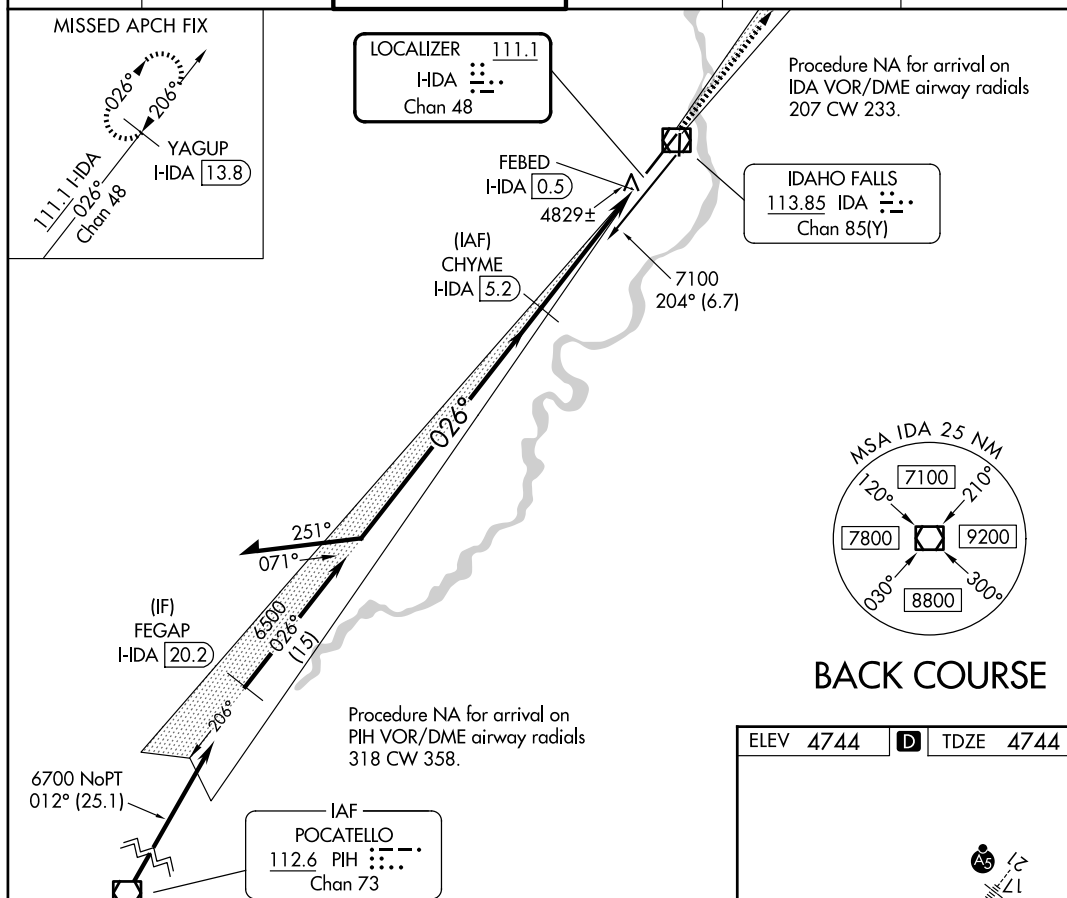 MISSED APCH FIX
026°
206°
YAGUP
I-IDA 13.8
111.1 I-IDA
026°
Chan 48
LOCALIZER 111.1
I-IDA
Chan 48
Procedure NA for arrival on
IDA VOR/DME airway radials
207 CW 233.
FEBED
I-IDA 0.5
4829±
IDAHO FALLS
113.85 IDA
Chan 85(Y)
(IAF)
CHYME
I-IDA 5.2
7100
204° (6.7)
026°
MSA IDA 25 NM
120°
7100
210°
7800
9200
030°
8800
300°
251°
071°
(IF)
FEGAP
I-IDA 20.2
6500
026°
(15)
206°
BACK COURSE
Procedure NA for arrival on
PIH VOR/DME airway radials
318 CW 358.
6700 NoPT
012° (25.1)
IAF
POCATELLO
112.6 PIH
Chan 73
ELEV 4744 D TDZE 4744
A5
21
17